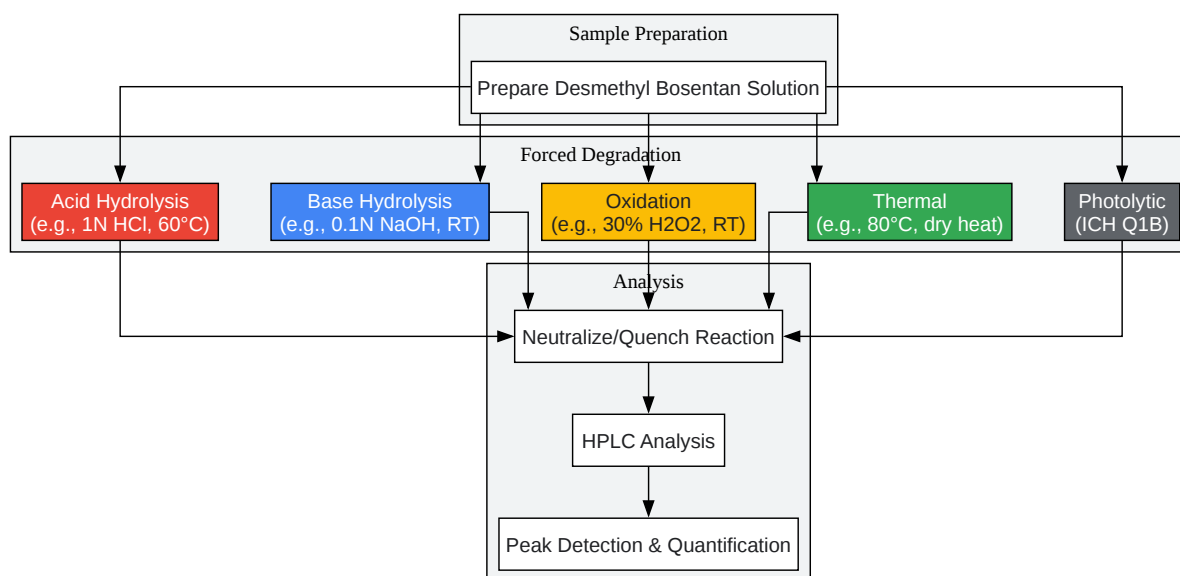 Sample Preparation
Prepare Desmethyl Bosentan Solution
Forced Degradation
Acid Hydrolysis
(e.g., 1N HCl, 60°C)
Base Hydrolysis
(e.g., 0.1N NaOH, RT)
Oxidation
(e.g., 30% H2O2, RT)
Thermal
(e.g., 80°C, dry heat)
Photolytic
(ICH Q1B)
Analysis
Neutralize/Quench Reaction
HPLC Analysis
Peak Detection & Quantification